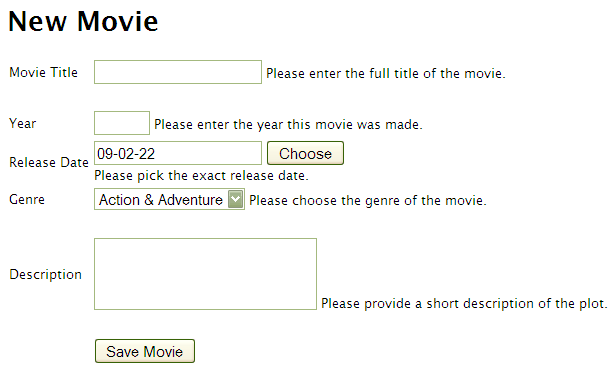 New Movie
Movie Title Please enter the full title of the movie.
Year Please enter the year this movie was made.
Release Date 09-02-22 Choose
Please pick the exact release date.
Genre Action & Adventure Please choose the genre of the movie.
Description Please provide a short description of the plot.
Save Movie